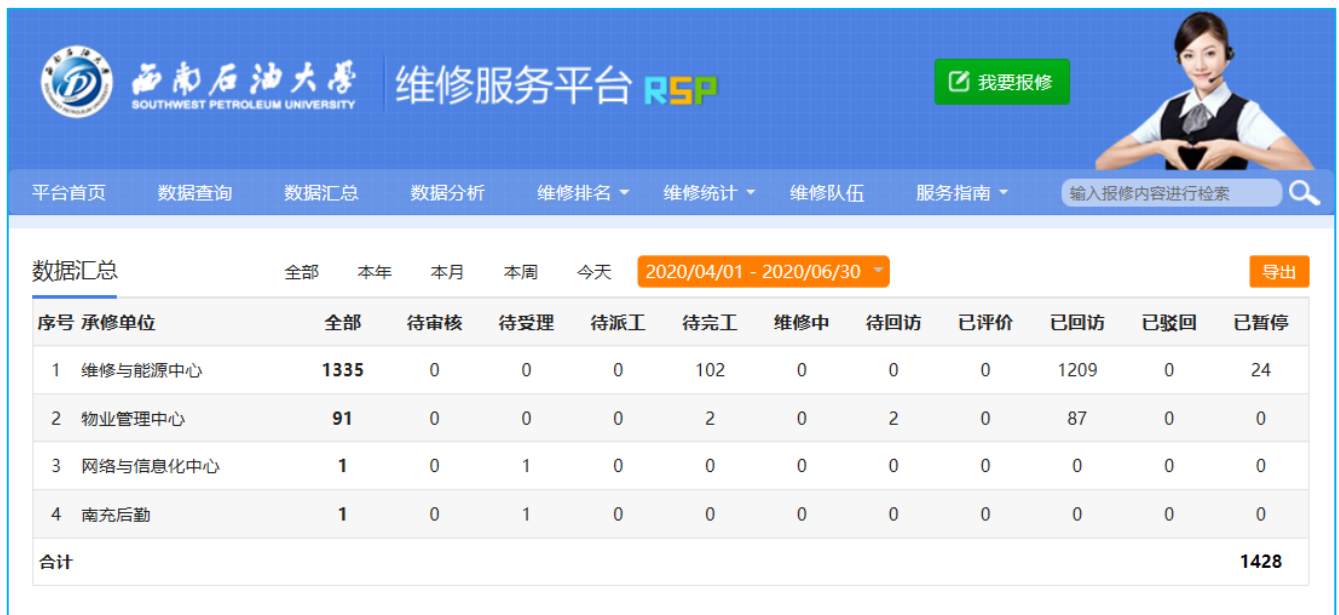 西南石油大学 维修服务平台 RSP 我要报修
SOUTHWEST PETROLEUM UNIVERSITY
平台首页 数据查询 数据汇总 数据分析 维修排名 维修统计 维修队伍 服务指南 输入报修内容进行检索
数据汇总 全部 本年 本月 本周 今天 2020/04/01 - 2020/06/30 导出
序号 承修单位 全部 待审核 待受理 待派工 待完工 维修中 待回访 已评价 已回访 已驳回 已暂停
1 维修与能源中心 1335 0 0 0 102 0 0 0 1209 0 24
2 物业管理中心 91 0 0 0 2 0 2 0 87 0 0
3 网络与信息化中心 1 0 1 0 0 0 0 0 0 0 0
4 南充后勤 1 0 1 0 0 0 0 0 0 0 0
合计 1428